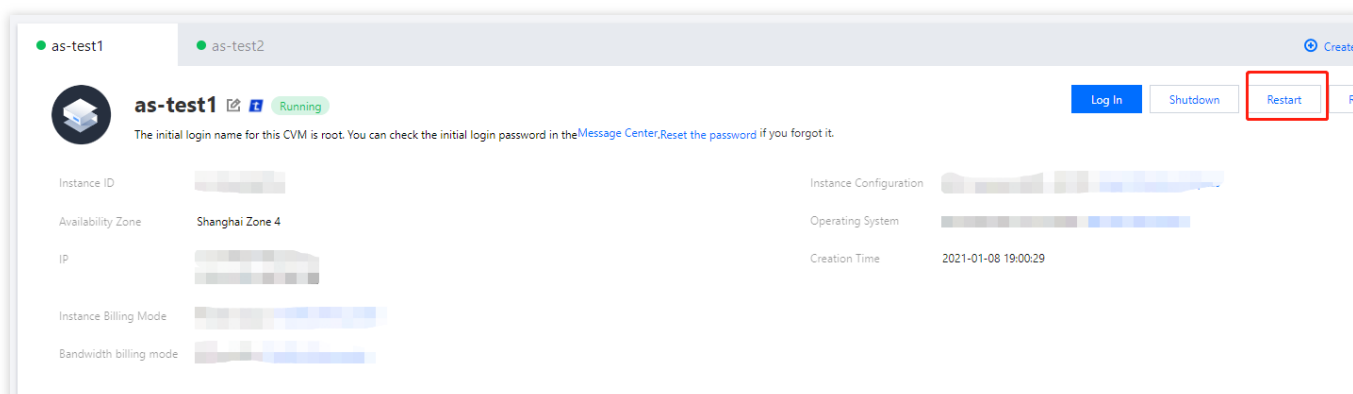 as-test1
as-test2
Create
as-test1
Running
Log In
Shutdown
Restart
R
The initial login name for this CVM is root. You can check the initial login password in the Message Center.Reset the password if you forgot it.
Instance ID
Instance Configuration
Availability Zone
Shanghai Zone 4
Operating System
IP
Creation Time
2021-01-08 19:00:29
Instance Billing Mode
Bandwidth billing mode